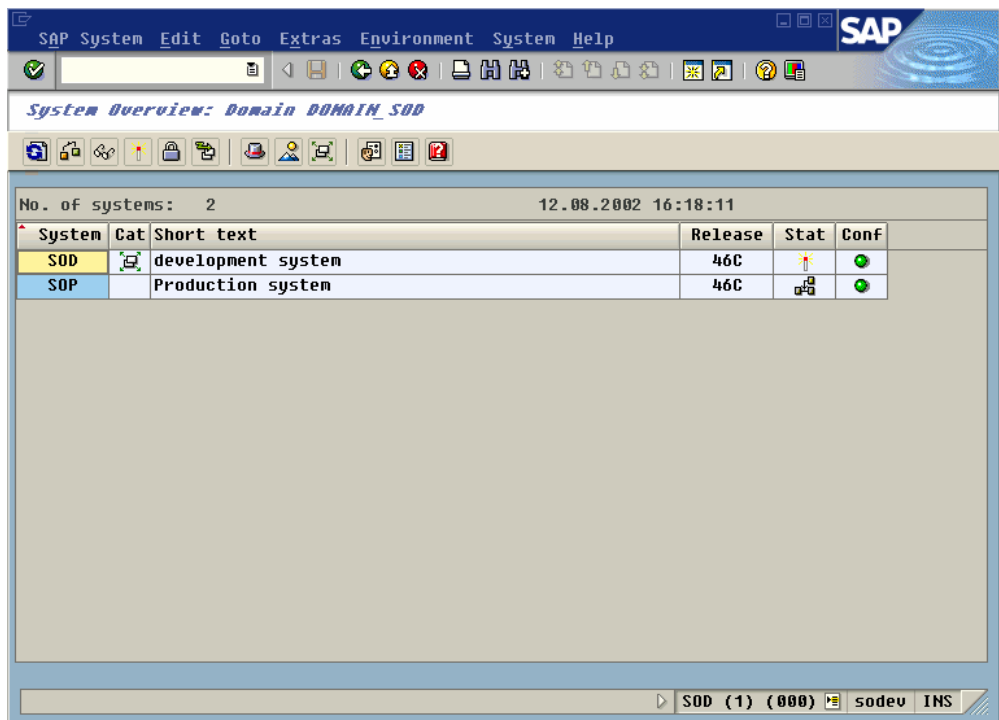 SAP System Edit Goto Extras Environment System Help
SAP
System Overview: Domain DOMAIN_SOD
No. of systems: 2 12.08.2002 16:18:11
System Cat Short text Release Stat Conf
SOD development system 46C
SOP Production system 46C
SOD (1) (000) sodev INS